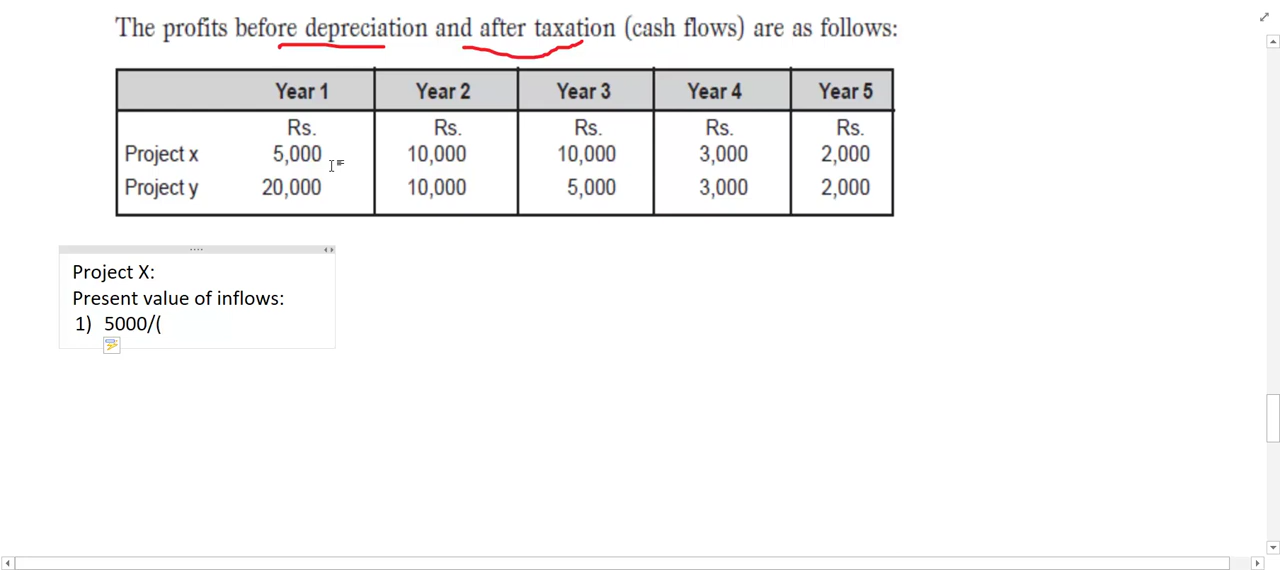 The profits before depreciation and after taxation (cash flows) are as follows:
Year 1 Year 2 Year 3 Year 4 Year 5
Rs. Rs. Rs. Rs. Rs.
Project x 5,000 10,000 10,000 3,000 2,000
Project y 20,000 10,000 5,000 3,000 2,000
Project X:
Present value of inflows:
1) 5000/(